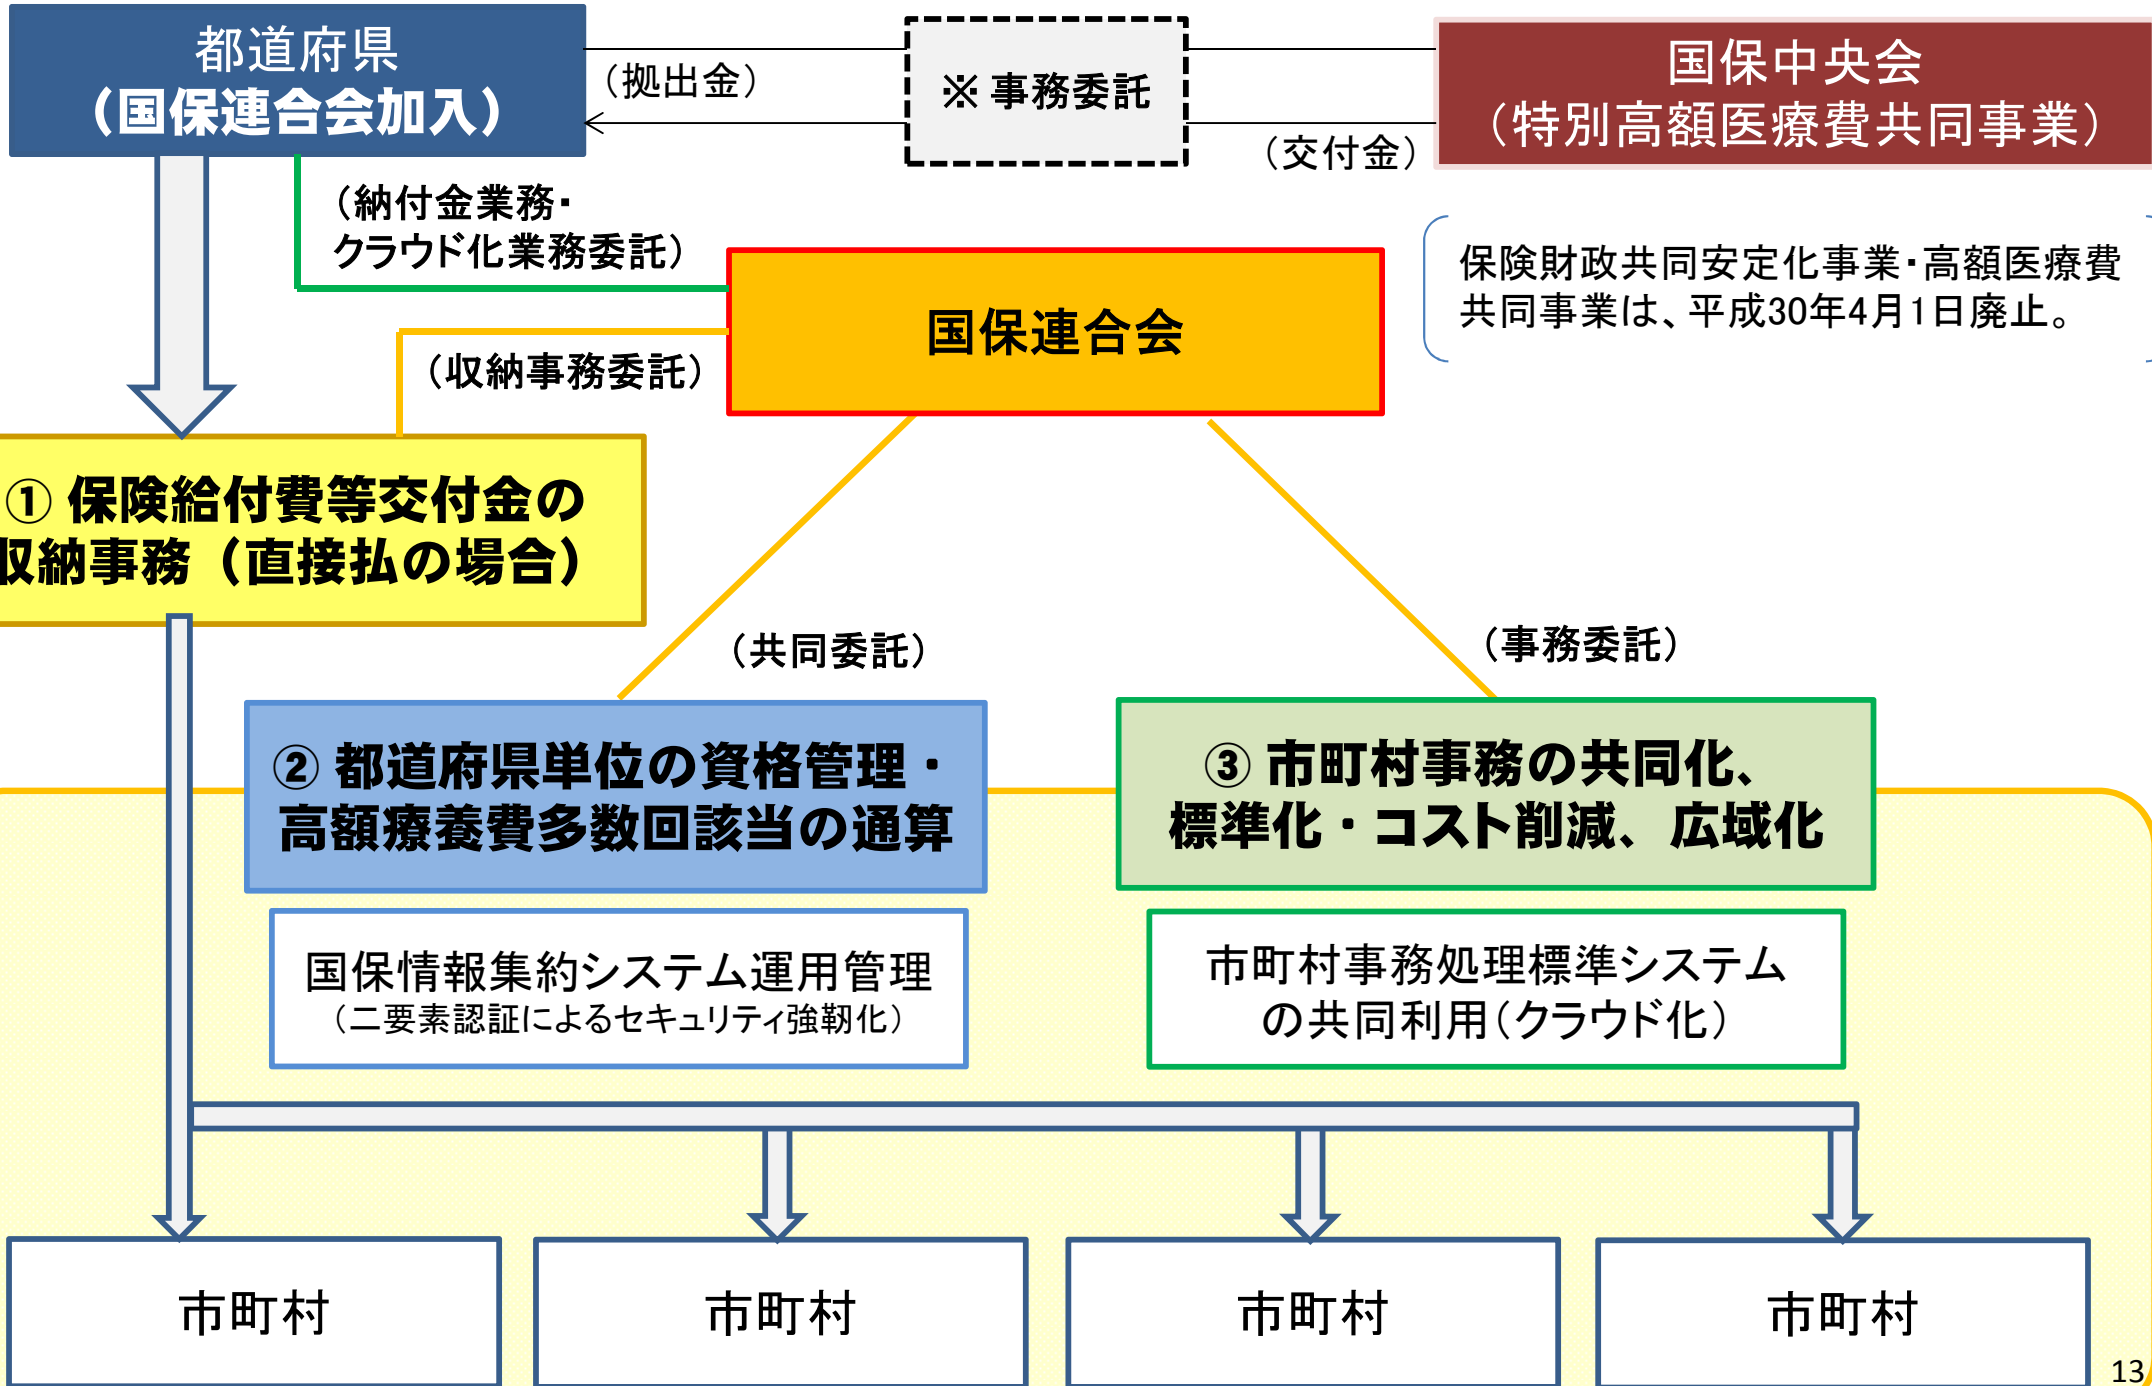 都道府県
（国保連合会加入）
（拠出金）
※ 事務委託
国保中央会
（特別高額医療費共同事業）
（交付金）
（納付金業務・
クラウド化業務委託）
保険財政共同安定化事業・高額医療費
共同事業は、平成30年4月1日廃止。
国保連合会
（収納事務委託）
① 保険給付費等交付金の
収納事務（直接払の場合）
（共同委託）
（事務委託）
② 都道府県単位の資格管理・
高額療養費多数回該当の通算
③ 市町村事務の共同化、
標準化・コスト削減、広域化
国保情報集約システム運用管理
（二要素認証によるセキュリティ強靭化）
市町村事務処理標準システム
の共同利用（クラウド化）
市町村
市町村
市町村
市町村
13